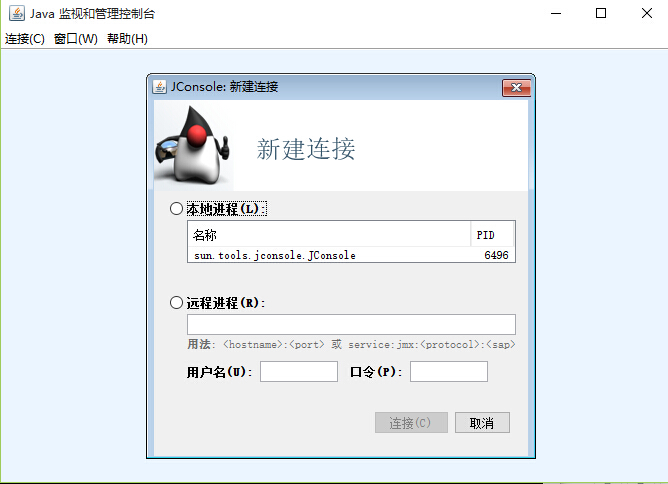 Java 监视和管理控制台
连接(C) 窗口(W) 帮助(H)
JConsole: 新建连接
新建连接
本地进程(L):
名称 PID
sun.tools.jconsole.JConsole 6496
远程进程(R):
用法: <hostname>:<port> 或 service:jmx:<protocol>:<sap>
用户名(U): 口令(P):
连接(C) 取消